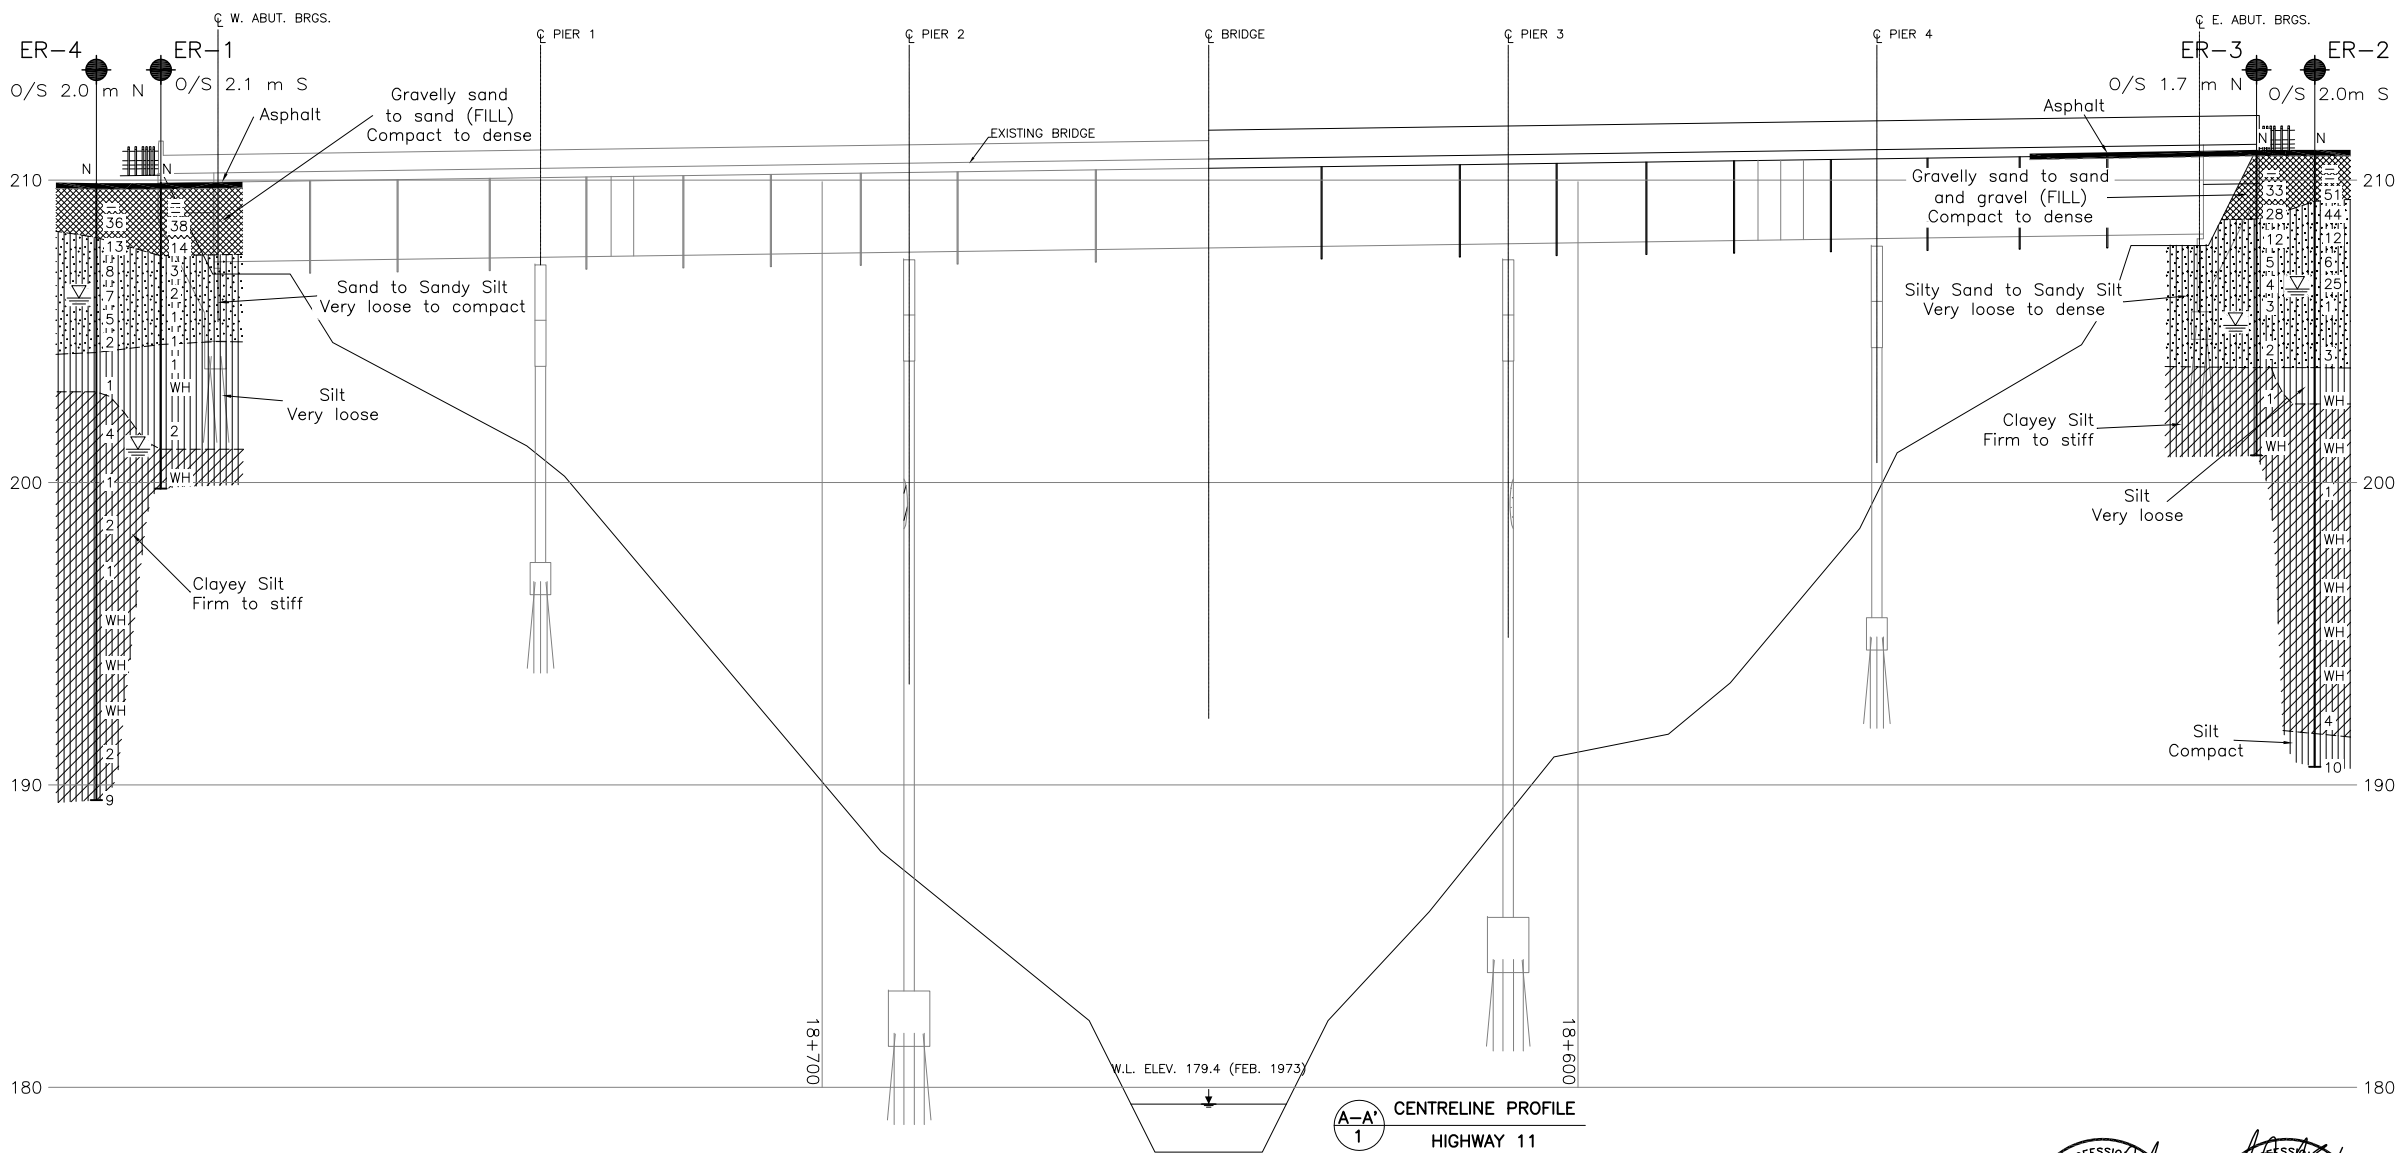 ℄ W. ABUT. BRGS.
℄ PIER 1
℄ PIER 2
℄ BRIDGE
℄ PIER 3
℄ PIER 4
℄ E. ABUT. BRGS.
ER-4
O/S 2.0 m N
ER-1
O/S 2.1 m S
ER-3
O/S 1.7 m N
ER-2
O/S 2.0m S
Asphalt
Gravelly sand
to sand (FILL)
Compact to dense
EXISTING BRIDGE
Asphalt
Gravelly sand to sand
and gravel (FILL)
Compact to dense
N
N
N
N
210
210
36
13
8
7
5
2
1
4
1
2
1
WH
WH
WH
2
9
38
14
3
2
1
1
1
WH
2
WH
33
28
12
5
4
3
1
2
1
WH
51
44
12
6
25
1
3
WH
WH
1
WH
WH
WH
WH
4
10
Sand to Sandy Silt
Very loose to compact
Silt
Very loose
Clayey Silt
Firm to stiff
Silty Sand to Sandy Silt
Very loose to dense
Clayey Silt
Firm to stiff
Silt
Very loose
Silt
Compact
200
200
190
190
18+700
18+600
W.L. ELEV. 179.4 (FEB. 1973)
180
180
A-A'
1
CENTRELINE PROFILE
HIGHWAY 11